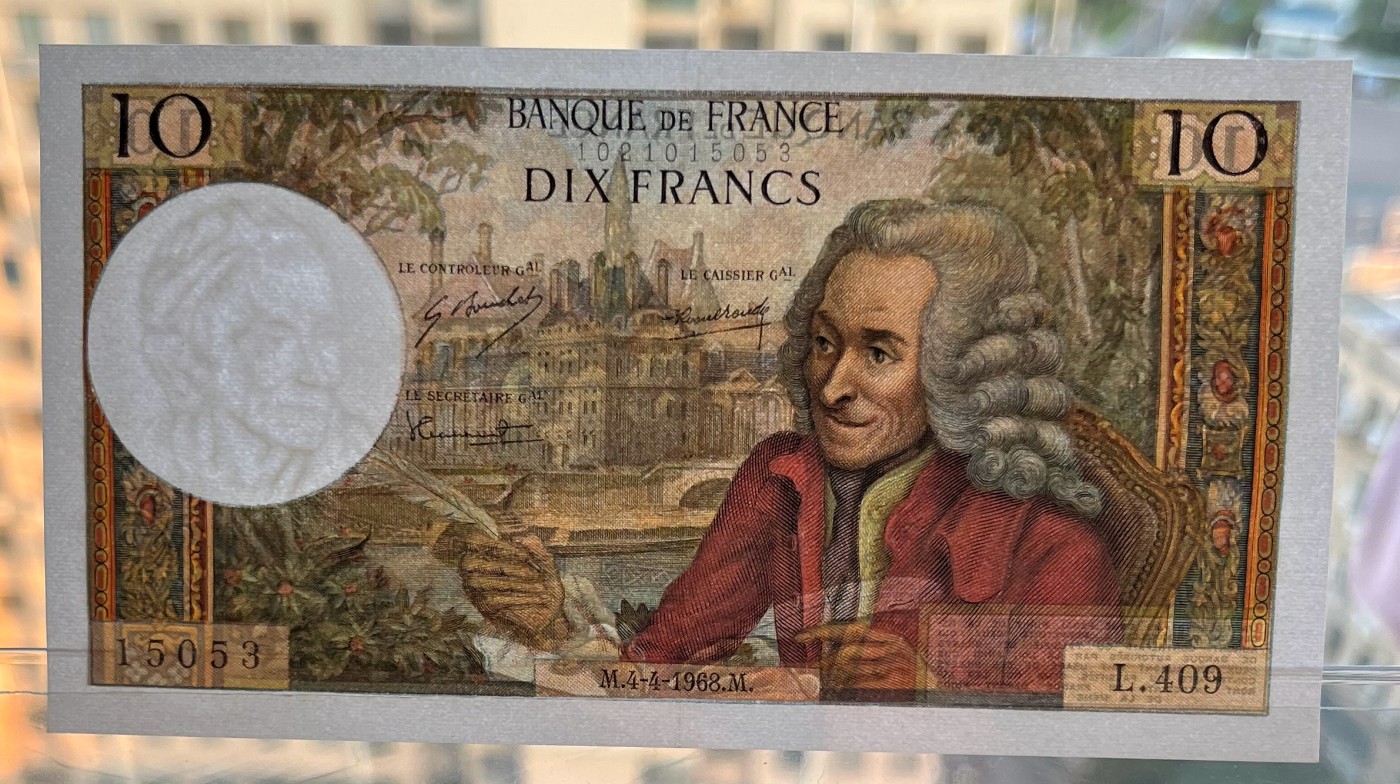 10
BANQUE DE FRANCE
10
1021015053
DIX FRANCS
LE CONTROLEUR GAL
LE CAISSIER GAL
LE SECRÉTAIRE GAL
15053
M.4-4-1968.M.
L.409